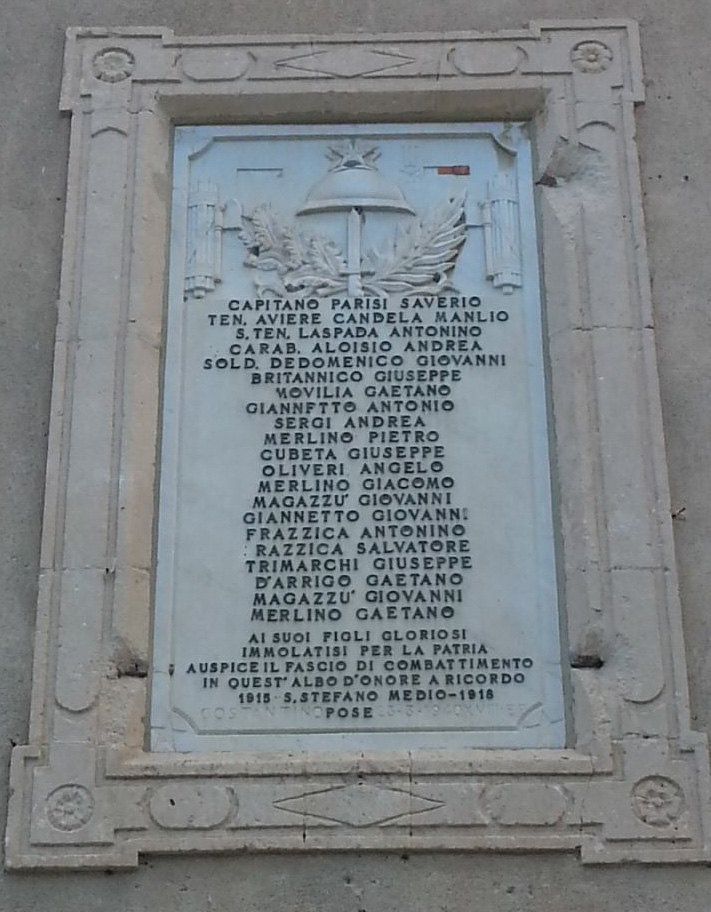 CAPITANO PARISI SAVERIO
TEN. AVIERE CANDELA MANLIO
S. TEN. LASPADA ANTONINO
CARAB. ALOISIO ANDREA
SOLD. DEDOMENICO GIOVANNI
BRITANNICO GIUSEPPE
MOVILIA GAETANO
GIANNETTO ANTONIO
SERGI ANDREA
MERLINO PIETRO
CUBETA GIUSEPPE
OLIVERI ANGELO
MERLINO GIACOMO
MAGAZZU' GIOVANNI
GIANNETTO GIOVANNI
FRAZZICA ANTONINO
RAZZICA SALVATORE
TRIMARCHI GIUSEPPE
D'ARRIGO GAETANO
MAGAZZU' GIOVANNI
MERLINO GAETANO
AI SUOI FIGLI GLORIOSI
IMMOLATISI PER LA PATRIA
AUSPICE IL FASCIO DI COMBATTIMENTO
IN QUEST'ALBO D'ONORE A RICORDO
1915 - S. STEFANO MEDIO - 1918
COSTANTINO
POSE